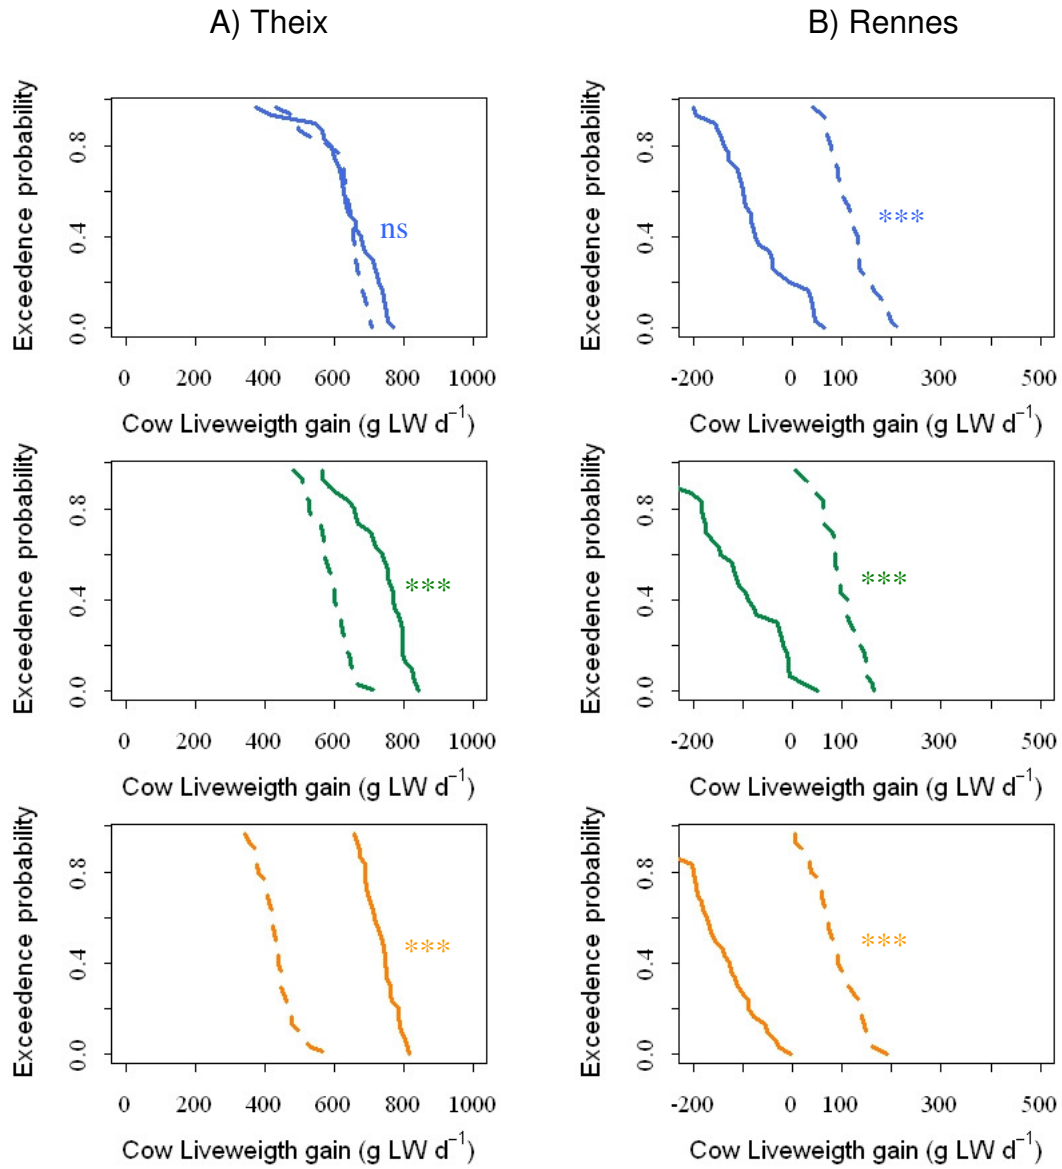 A) Theix
B) Rennes
Exceedence probability
0.0 0.4 0.8
ns
0 200 400 600 800 1000
Cow Liveweigth gain (g LW d⁻¹)
Exceedence probability
0.0 0.4 0.8
***
-200 0 100 300 500
Cow Liveweigth gain (g LW d⁻¹)
Exceedence probability
0.0 0.4 0.8
***
0 200 400 600 800 1000
Cow Liveweigth gain (g LW d⁻¹)
Exceedence probability
0.0 0.4 0.8
***
-200 0 100 300 500
Cow Liveweigth gain (g LW d⁻¹)
Exceedence probability
0.0 0.4 0.8
***
0 200 400 600 800 1000
Cow Liveweigth gain (g LW d⁻¹)
Exceedence probability
0.0 0.4 0.8
***
-200 0 100 300 500
Cow Liveweigth gain (g LW d⁻¹)